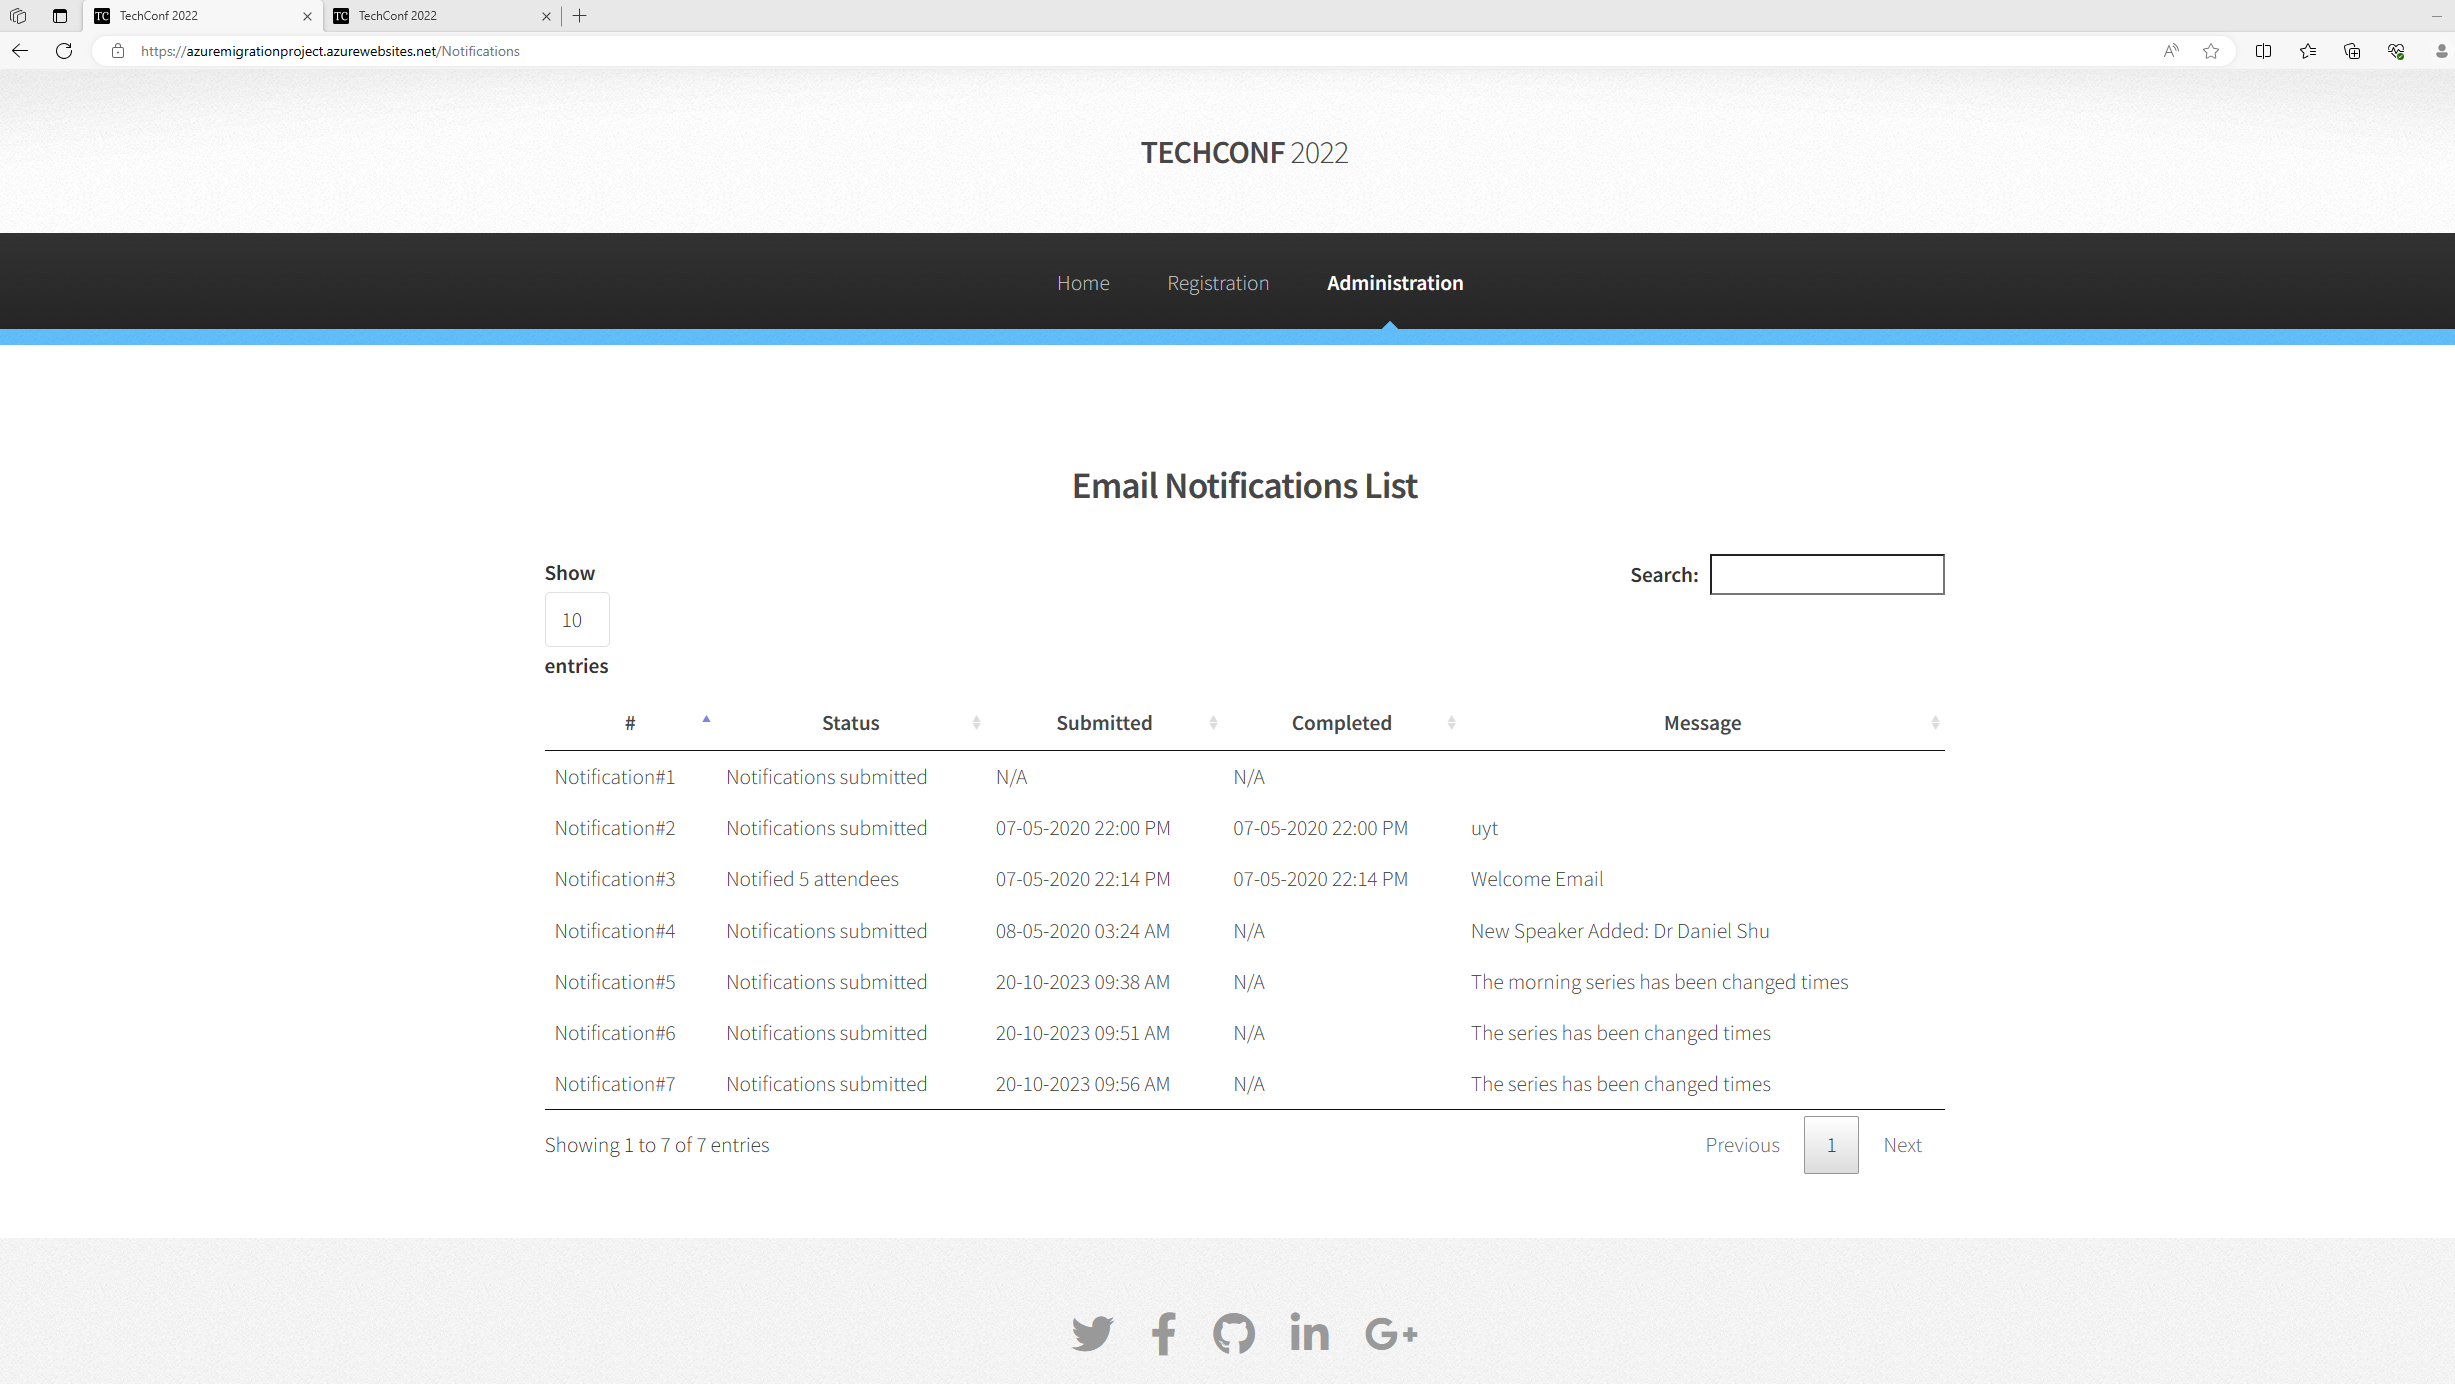 TechConf 2022
TechConf 2022
https://azuremigrationproject.azurewebsites.net/Notifications
TECHCONF 2022
Home Registration Administration
Email Notifications List
Show
10
entries
Search:
# Status Submitted Completed Message
Notification#1 Notifications submitted N/A N/A
Notification#2 Notifications submitted 07-05-2020 22:00 PM 07-05-2020 22:00 PM uyt
Notification#3 Notified 5 attendees 07-05-2020 22:14 PM 07-05-2020 22:14 PM Welcome Email
Notification#4 Notifications submitted 08-05-2020 03:24 AM N/A New Speaker Added: Dr Daniel Shu
Notification#5 Notifications submitted 20-10-2023 09:38 AM N/A The morning series has been changed times
Notification#6 Notifications submitted 20-10-2023 09:51 AM N/A The series has been changed times
Notification#7 Notifications submitted 20-10-2023 09:56 AM N/A The series has been changed times
Showing 1 to 7 of 7 entries
Previous 1 Next